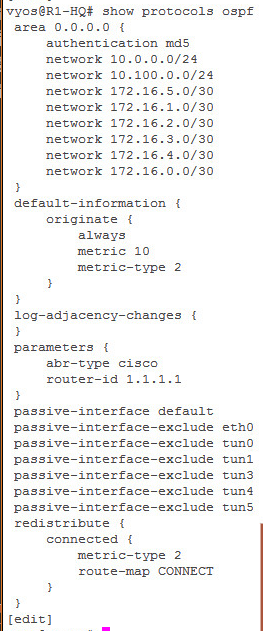 vyos@R1-HQ# show protocols ospf
area 0.0.0.0 {
authentication md5
network 10.0.0.0/24
network 10.100.0.0/24
network 172.16.5.0/30
network 172.16.1.0/30
network 172.16.2.0/30
network 172.16.3.0/30
network 172.16.4.0/30
network 172.16.0.0/30
}
default-information {
originate {
always
metric 10
metric-type 2
}
}
log-adjacency-changes {
}
parameters {
abr-type cisco
router-id 1.1.1.1
}
passive-interface default
passive-interface-exclude eth0
passive-interface-exclude tun0
passive-interface-exclude tun1
passive-interface-exclude tun3
passive-interface-exclude tun4
passive-interface-exclude tun5
redistribute {
connected {
metric-type 2
route-map CONNECT
}
}
[edit]